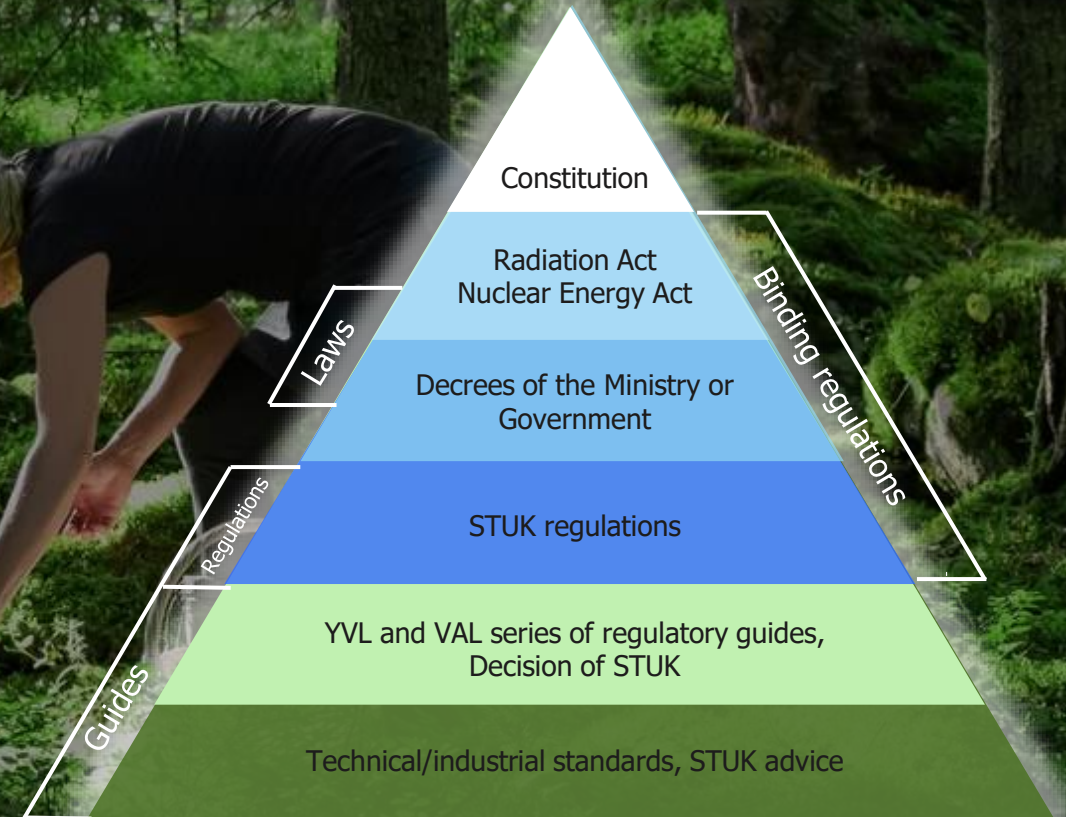 Constitution
Radiation Act
Nuclear Energy Act
Laws
Binding regulations
Decrees of the Ministry or
Government
Regulations
STUK regulations
YVL and VAL series of regulatory guides,
Decision of STUK
Guides
Technical/industrial standards, STUK advice